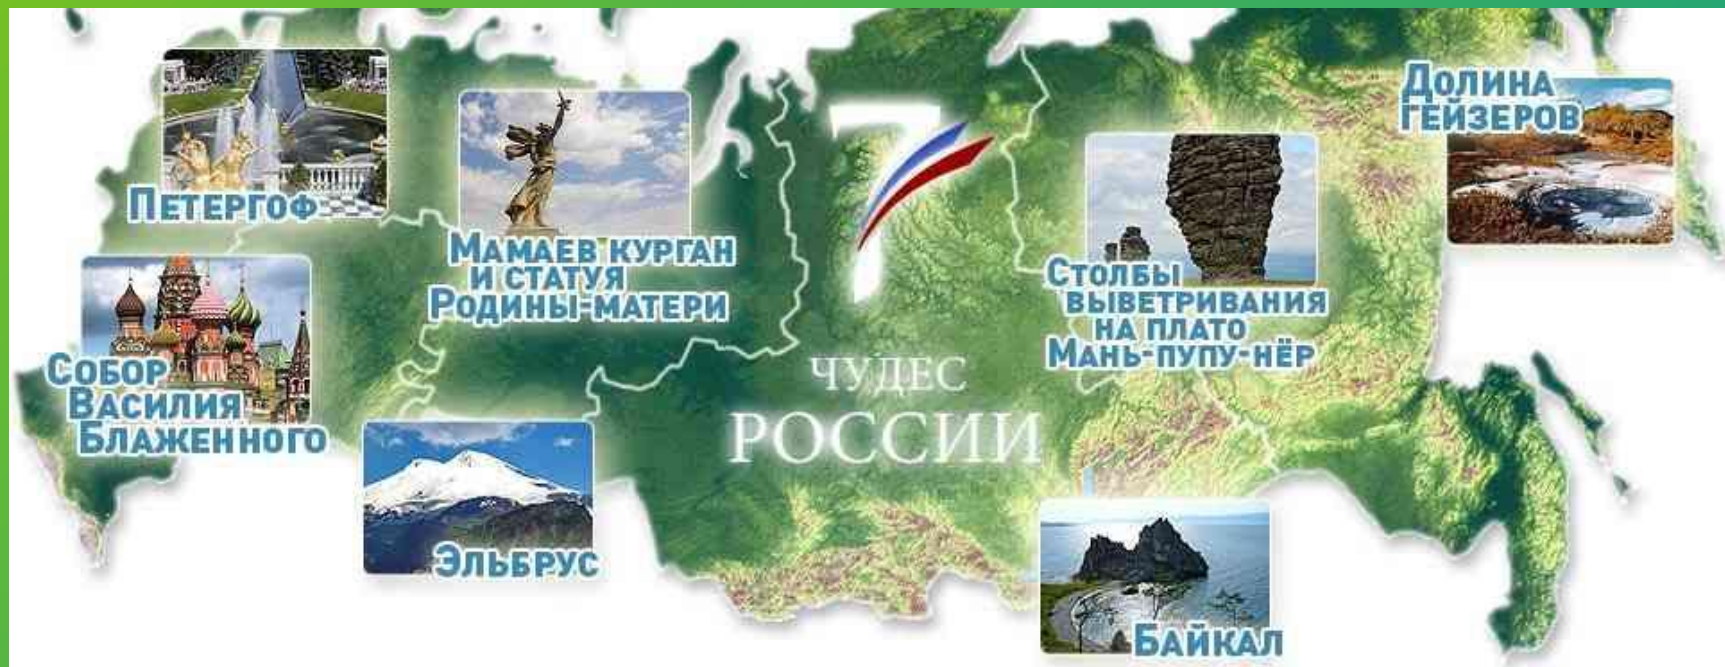 Петергоф
Мамаев курган
и статуя
Родины-матери
7
чудес
России
Столбы
выветривания
на плато
Мань-пупу-нёр
Долина
гейзеров
Собор
Василия
Блаженного
Эльбрус
Байкал